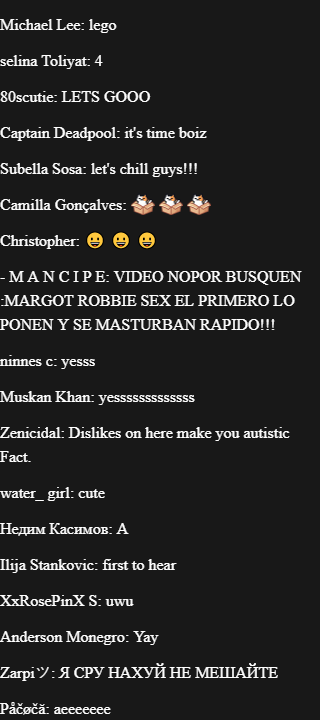 Michael Lee: lego
selina Toliyat: 4
80scutie: LETS GOOO
Captain Deadpool: it's time boiz
Subella Sosa: let's chill guys!!!
Camilla Gonçalves:
Christopher: 😀 😀 😀
- M A N C I P E: VIDEO NOPOR BUSQUEN
:MARGOT ROBBIE SEX EL PRIMERO LO
PONEN Y SE MASTURBAN RAPIDO!!!
ninnes c: yesss
Muskan Khan: yesssssssssssss
Zenicidal: Dislikes on here make you autistic
Fact.
water_ girl: cute
Недим Касимов: А
Ilija Stankovic: first to hear
XxRosePinX S: uwu
Anderson Monegro: Yay
Zarpiツ: Я СРУ НАХУЙ НЕ МЕШАЙТЕ
Påčøčă: aeeeeeee